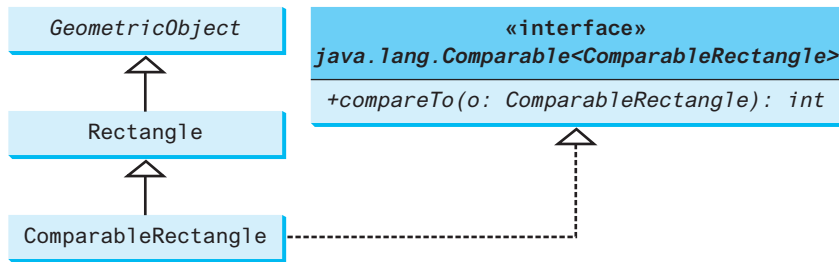 GeometricObject
Rectangle
ComparableRectangle
«interface»
java.lang.Comparable<ComparableRectangle>
+compareTo(o: ComparableRectangle): int